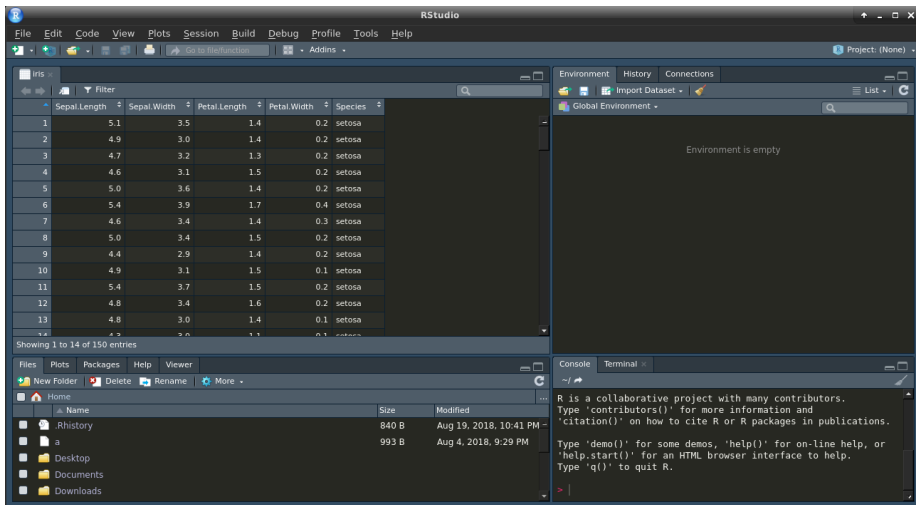 RStudio
File Edit Code View Plots Session Build Debug Profile Tools Help
Go to file/function Addins Project: (None)
iris
Filter
Sepal.Length Sepal.Width Petal.Length Petal.Width Species
1 5.1 3.5 1.4 0.2 setosa
2 4.9 3.0 1.4 0.2 setosa
3 4.7 3.2 1.3 0.2 setosa
4 4.6 3.1 1.5 0.2 setosa
5 5.0 3.6 1.4 0.2 setosa
6 5.4 3.9 1.7 0.4 setosa
7 4.6 3.4 1.4 0.3 setosa
8 5.0 3.4 1.5 0.2 setosa
9 4.4 2.9 1.4 0.2 setosa
10 4.9 3.1 1.5 0.1 setosa
11 5.4 3.7 1.5 0.2 setosa
12 4.8 3.4 1.6 0.2 setosa
13 4.8 3.0 1.4 0.1 setosa
14 4.3 3.0 1.1 0.1 setosa
Showing 1 to 14 of 150 entries
Environment History Connections
Import Dataset List
Global Environment
Environment is empty
Files Plots Packages Help Viewer
New Folder Delete Rename More
Home ...
Name Size Modified
.Rhistory 840 B Aug 19, 2018, 10:41 PM
a 993 B Aug 4, 2018, 9:29 PM
Desktop
Documents
Downloads
Console Terminal
~/
R is a collaborative project with many contributors.
Type 'contributors()' for more information and
'citation()' on how to cite R or R packages in publications.
Type 'demo()' for some demos, 'help()' for on-line help, or
'help.start()' for an HTML browser interface to help.
Type 'q()' to quit R.
>